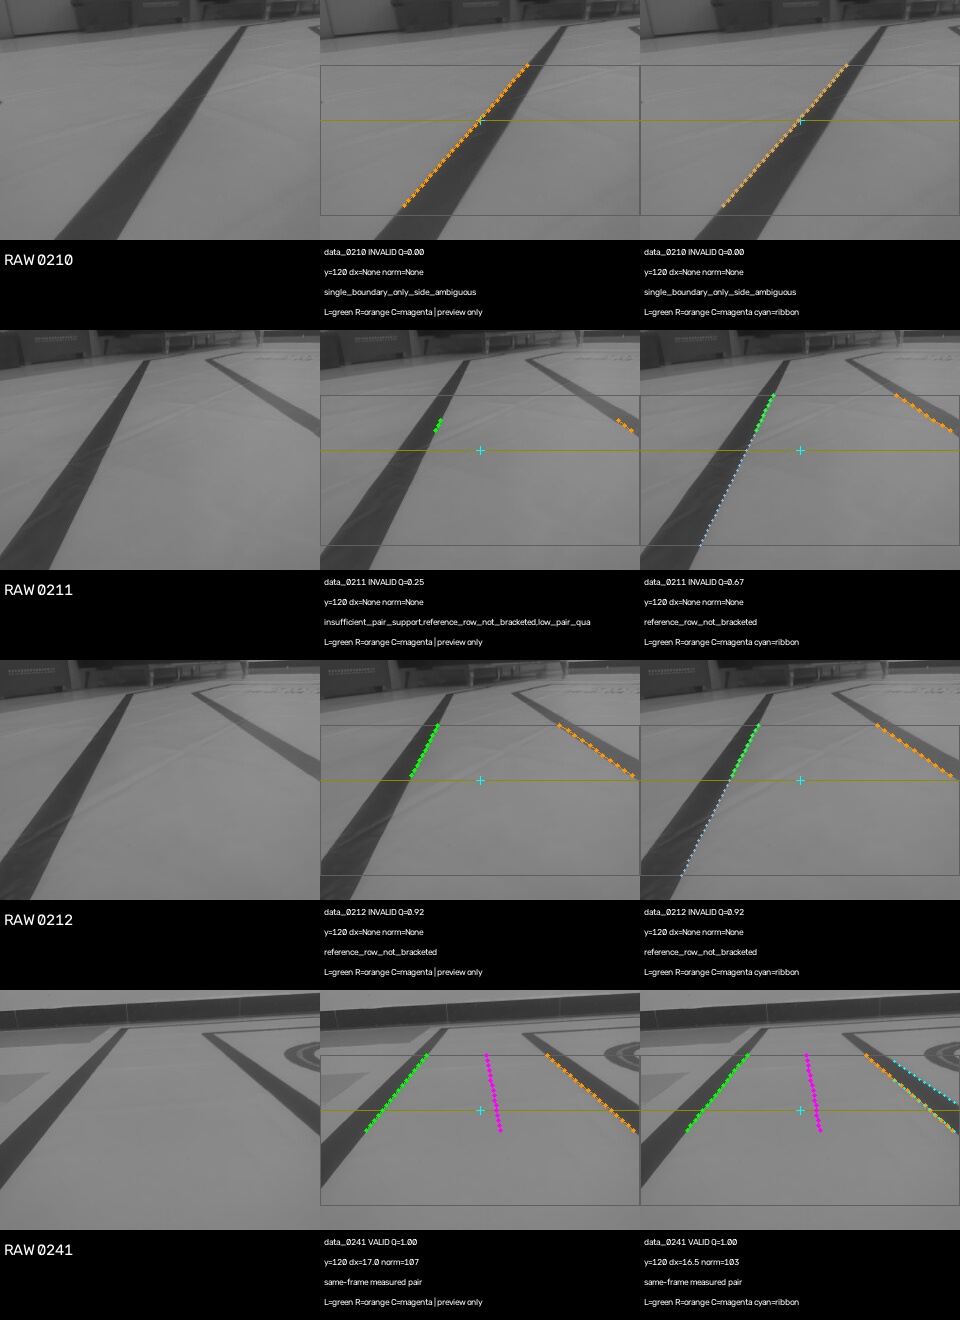 RAW 0210
data_0210 INVALID Q=0.00
y=120 dx=None norm=None
single_boundary_only_side_ambiguous
L=green R=orange C=magenta | preview only
data_0210 INVALID Q=0.00
y=120 dx=None norm=None
single_boundary_only_side_ambiguous
L=green R=orange C=magenta cyan=ribbon
RAW 0211
data_0211 INVALID Q=0.25
y=120 dx=None norm=None
insufficient_pair_support,reference_row_not_bracketed,low_pair_qua
L=green R=orange C=magenta | preview only
data_0211 INVALID Q=0.67
y=120 dx=None norm=None
reference_row_not_bracketed
L=green R=orange C=magenta cyan=ribbon
RAW 0212
data_0212 INVALID Q=0.92
y=120 dx=None norm=None
reference_row_not_bracketed
L=green R=orange C=magenta | preview only
data_0212 INVALID Q=0.92
y=120 dx=None norm=None
reference_row_not_bracketed
L=green R=orange C=magenta cyan=ribbon
RAW 0241
data_0241 VALID Q=1.00
y=120 dx=17.0 norm=107
same-frame measured pair
L=green R=orange C=magenta | preview only
data_0241 VALID Q=1.00
y=120 dx=16.5 norm=103
same-frame measured pair
L=green R=orange C=magenta cyan=ribbon